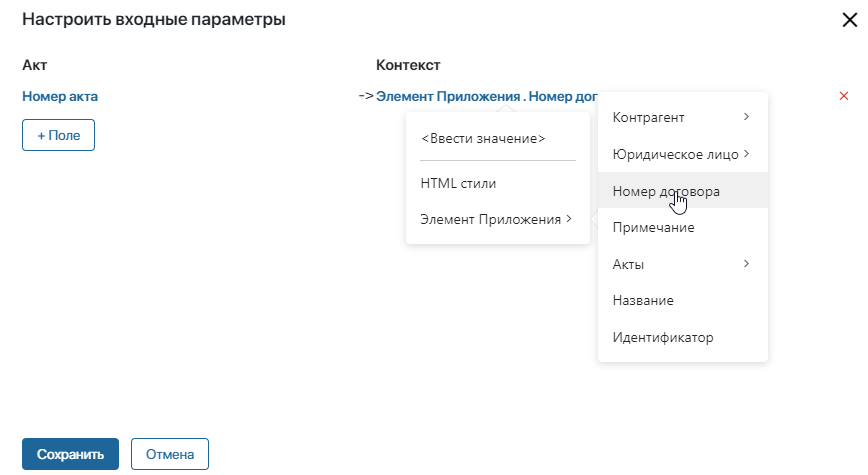 Настроить входные параметры
Акт
Контекст
Номер акта
-> Элемент Приложения . Номер дог
+ Поле
<Ввести значение>
HTML стили
Элемент Приложения
Контрагент
Юридическое лицо
Номер договора
Примечание
Акты
Название
Идентификатор
Сохранить
Отмена